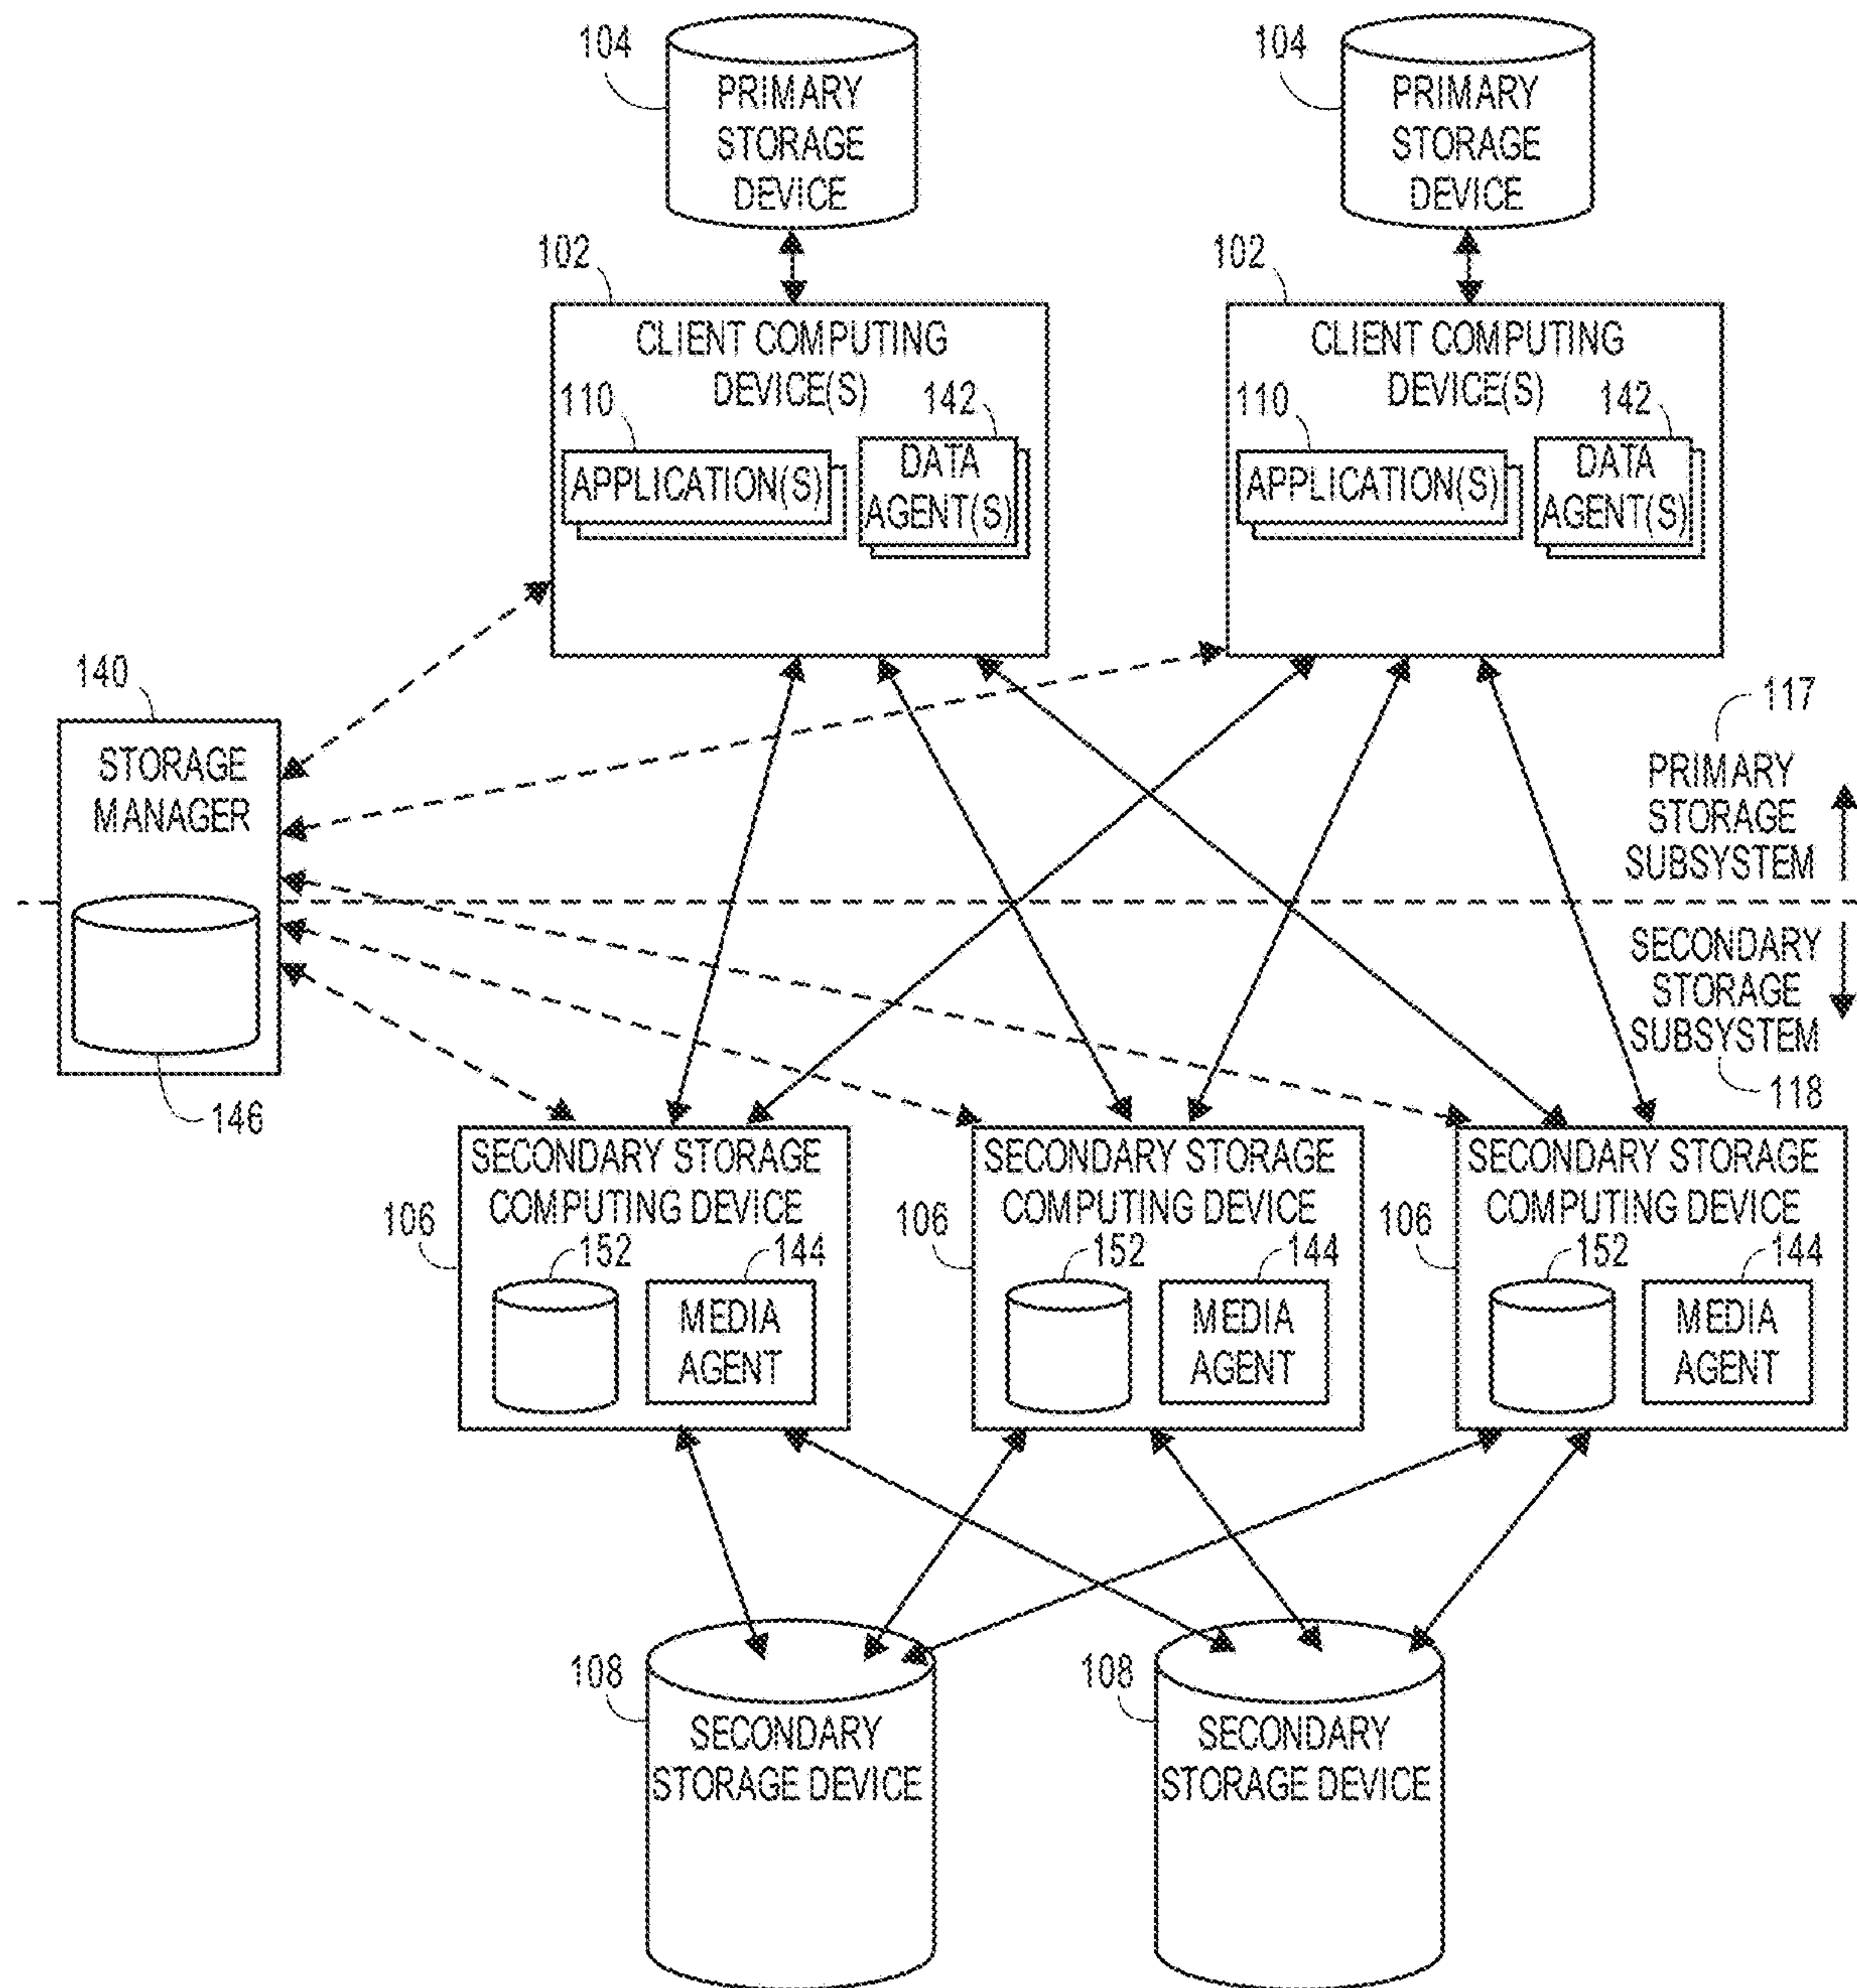 104
PRIMARY
STORAGE
DEVICE
104
PRIMARY
STORAGE
DEVICE
102
CLIENT COMPUTING
DEVICE(S)
110
142
APPLICATION(S)
DATA
AGENT(S)
102
CLIENT COMPUTING
DEVICE(S)
110
142
APPLICATION(S)
DATA
AGENT(S)
140
STORAGE
MANAGER
146
117
PRIMARY
STORAGE
SUBSYSTEM
SECONDARY
STORAGE
SUBSYSTEM
118
106
SECONDARY STORAGE
COMPUTING DEVICE
152
144
MEDIA
AGENT
106
SECONDARY STORAGE
COMPUTING DEVICE
152
144
MEDIA
AGENT
106
SECONDARY STORAGE
COMPUTING DEVICE
152
144
MEDIA
AGENT
108
SECONDARY
STORAGE DEVICE
108
SECONDARY
STORAGE DEVICE